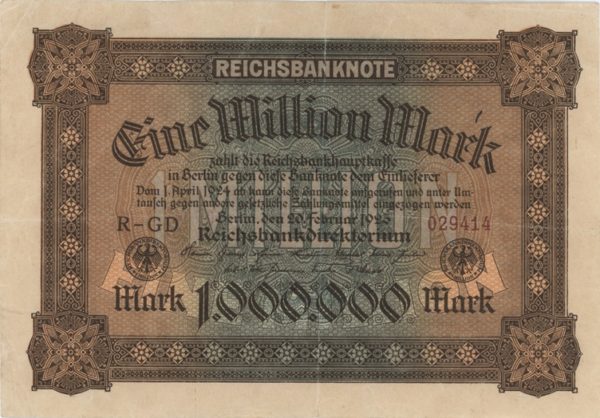 REICHSBANKNOTE
Eine Million Mark
zahlt die Reichsbankhauptkasse
in Berlin gegen diese Banknote dem Einlieferer
Vom 1. April 1924 ab kann diese Banknote aufgerufen und unter Um-
tausch gegen andere gesetzliche Zahlungsmittel eingezogen werden
Berlin, den 20. Februar 1923
R-GD 029414
Reichsbankdirektorium
Mark 1.000.000 Mark